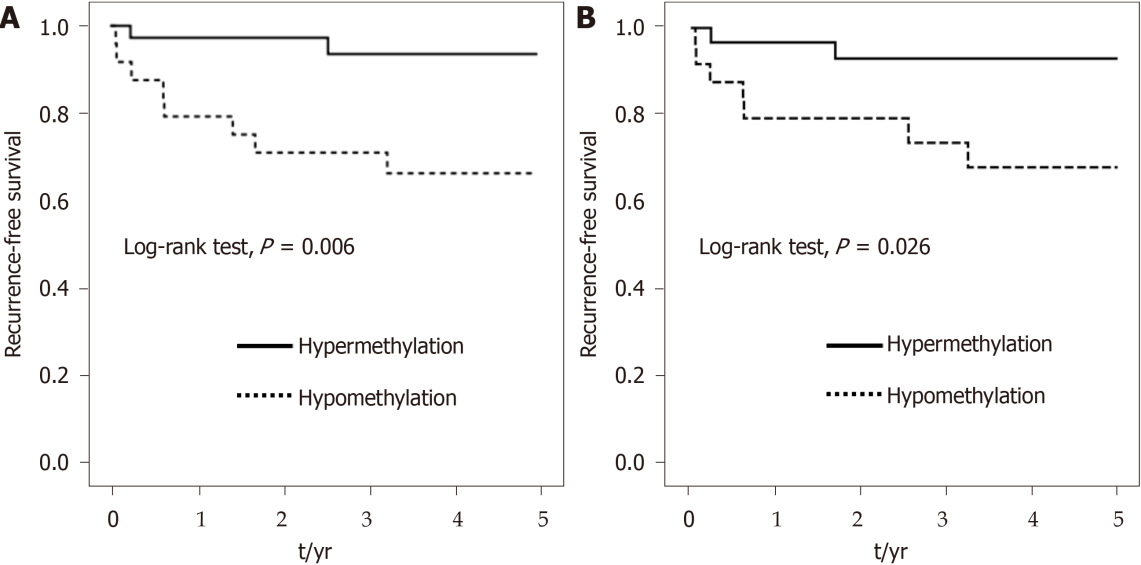 A
1.0
0.8
0.6
0.4
0.2
0.0
Recurrence-free survival
Log-rank test, P = 0.006
Hypermethylation
Hypomethylation
0 1 2 3 4 5
t/yr
B
1.0
0.8
0.6
0.4
0.2
0.0
Recurrence-free survival
Log-rank test, P = 0.026
Hypermethylation
Hypomethylation
0 1 2 3 4 5
t/yr